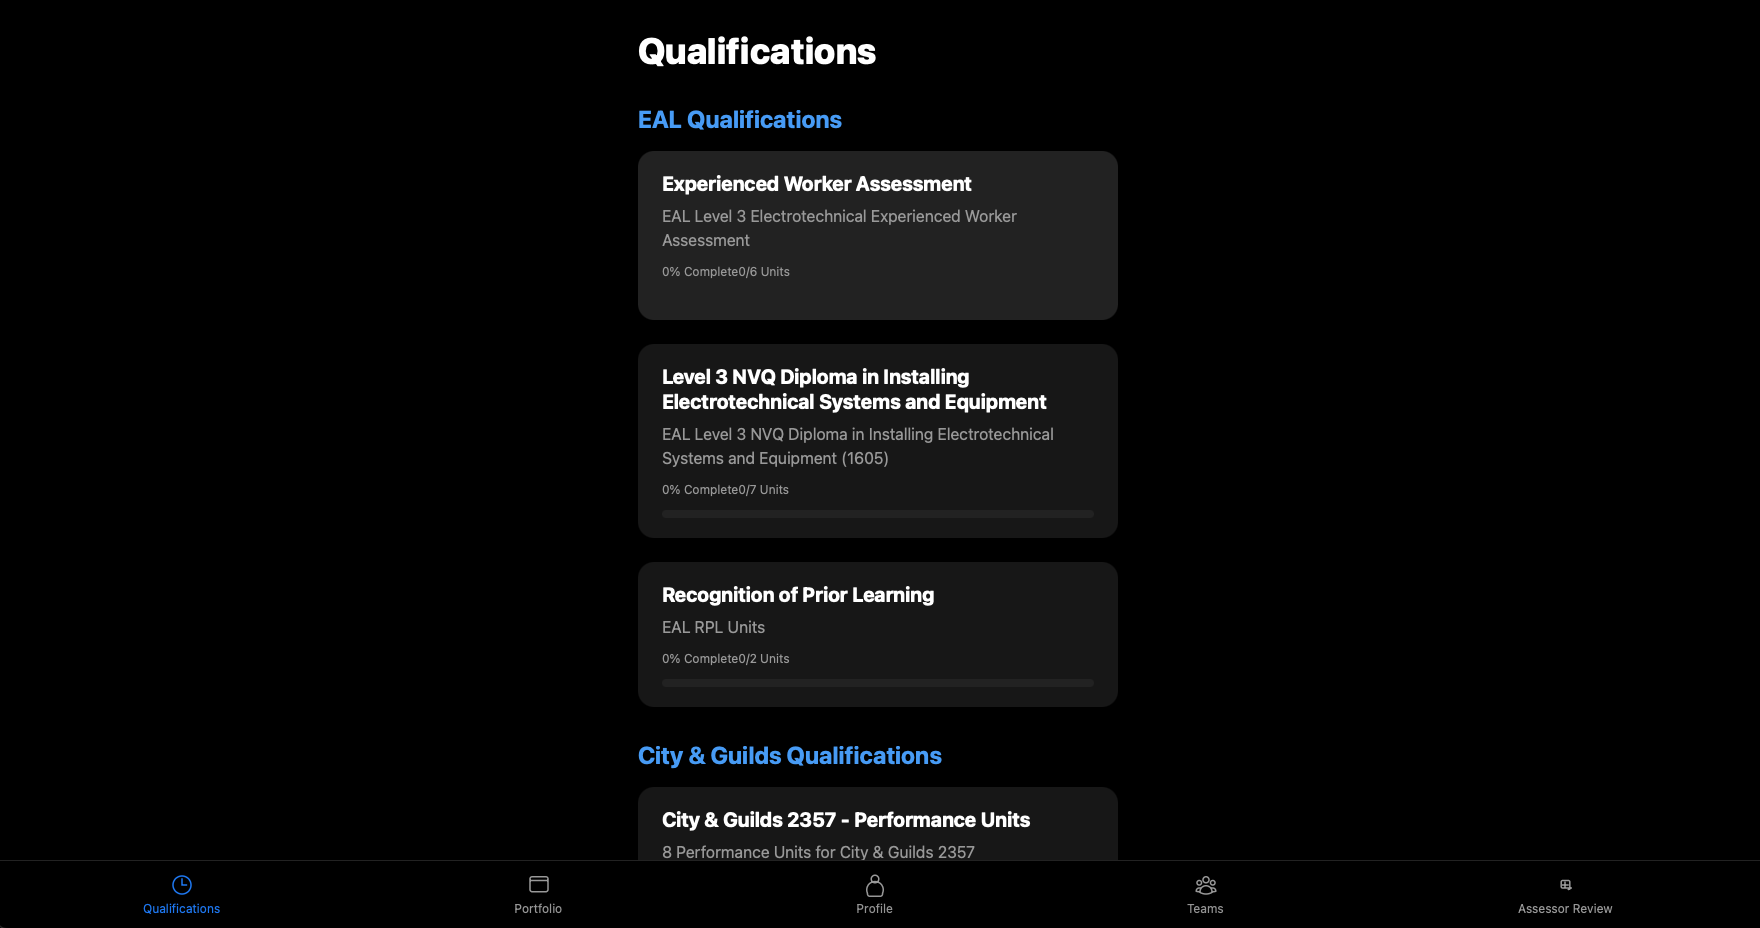 Qualifications
EAL Qualifications
Experienced Worker Assessment
EAL Level 3 Electrotechnical Experienced Worker
Assessment
0% Complete0/6 Units
Level 3 NVQ Diploma in Installing
Electrotechnical Systems and Equipment
EAL Level 3 NVQ Diploma in Installing Electrotechnical
Systems and Equipment (1605)
0% Complete0/7 Units
Recognition of Prior Learning
EAL RPL Units
0% Complete0/2 Units
City & Guilds Qualifications
City & Guilds 2357 - Performance Units
8 Performance Units for City & Guilds 2357
Qualifications
Portfolio
Profile
Teams
Assessor Review